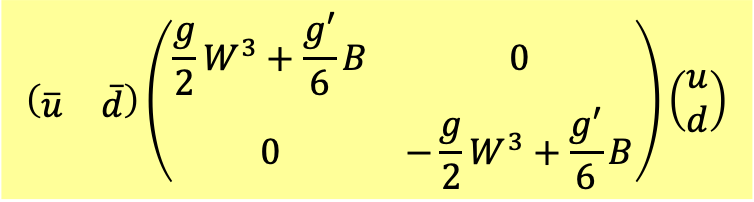 (ū d̄) ( g/2 W³ + g′/6 B 0 ) (u)
( 0 −g/2 W³ + g′/6 B ) (d)